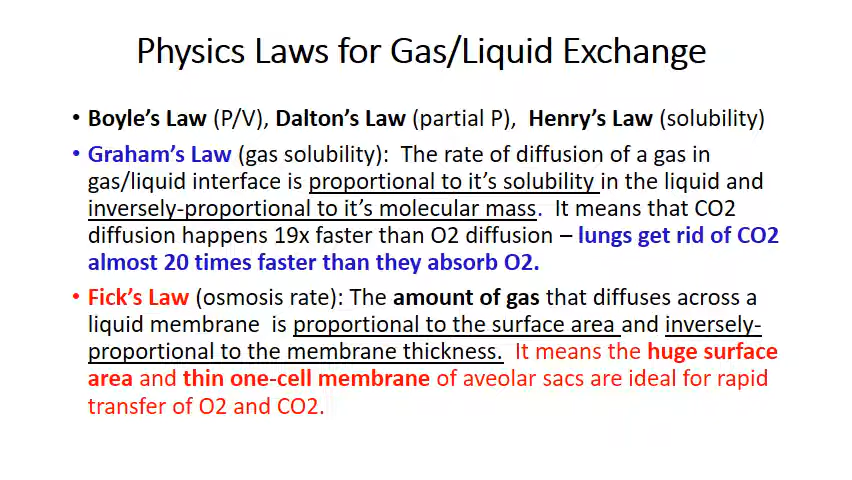 Physics Laws for Gas/Liquid Exchange
• Boyle's Law (P/V), Dalton's Law (partial P), Henry's Law (solubility)
• Graham's Law (gas solubility): The rate of diffusion of a gas in
gas/liquid interface is proportional to it's solubility in the liquid and
inversely-proportional to it's molecular mass. It means that CO2
diffusion happens 19x faster than O2 diffusion – lungs get rid of CO2
almost 20 times faster than they absorb O2.
• Fick's Law (osmosis rate): The amount of gas that diffuses across a
liquid membrane is proportional to the surface area and inversely-
proportional to the membrane thickness. It means the huge surface
area and thin one-cell membrane of aveolar sacs are ideal for rapid
transfer of O2 and CO2.